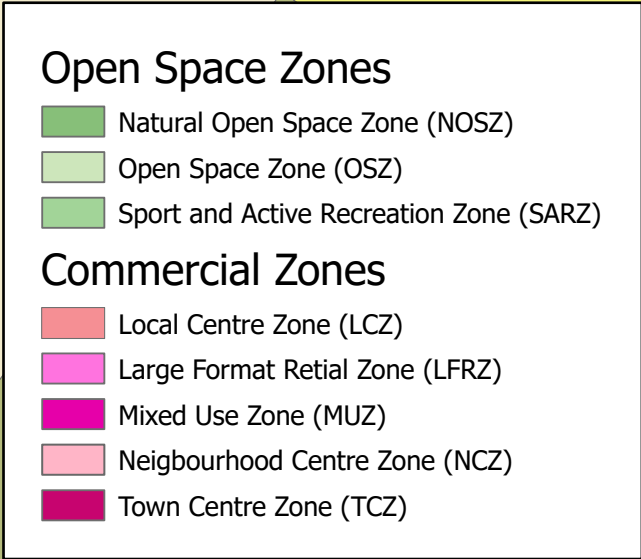 Open Space Zones
Natural Open Space Zone (NOSZ)
Open Space Zone (OSZ)
Sport and Active Recreation Zone (SARZ)
Commercial Zones
Local Centre Zone (LCZ)
Large Format Retial Zone (LFRZ)
Mixed Use Zone (MUZ)
Neigbourhood Centre Zone (NCZ)
Town Centre Zone (TCZ)